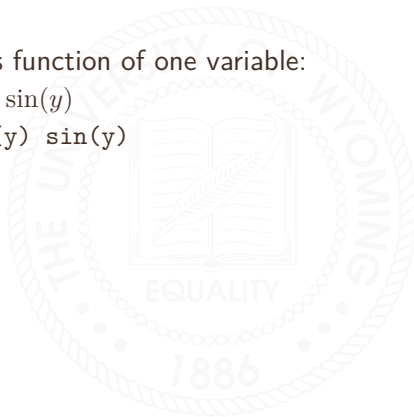 s function of one variable:
sin(y)
(y) sin(y)
THE UNIVERSITY OF WYOMING
EQUALITY
1886